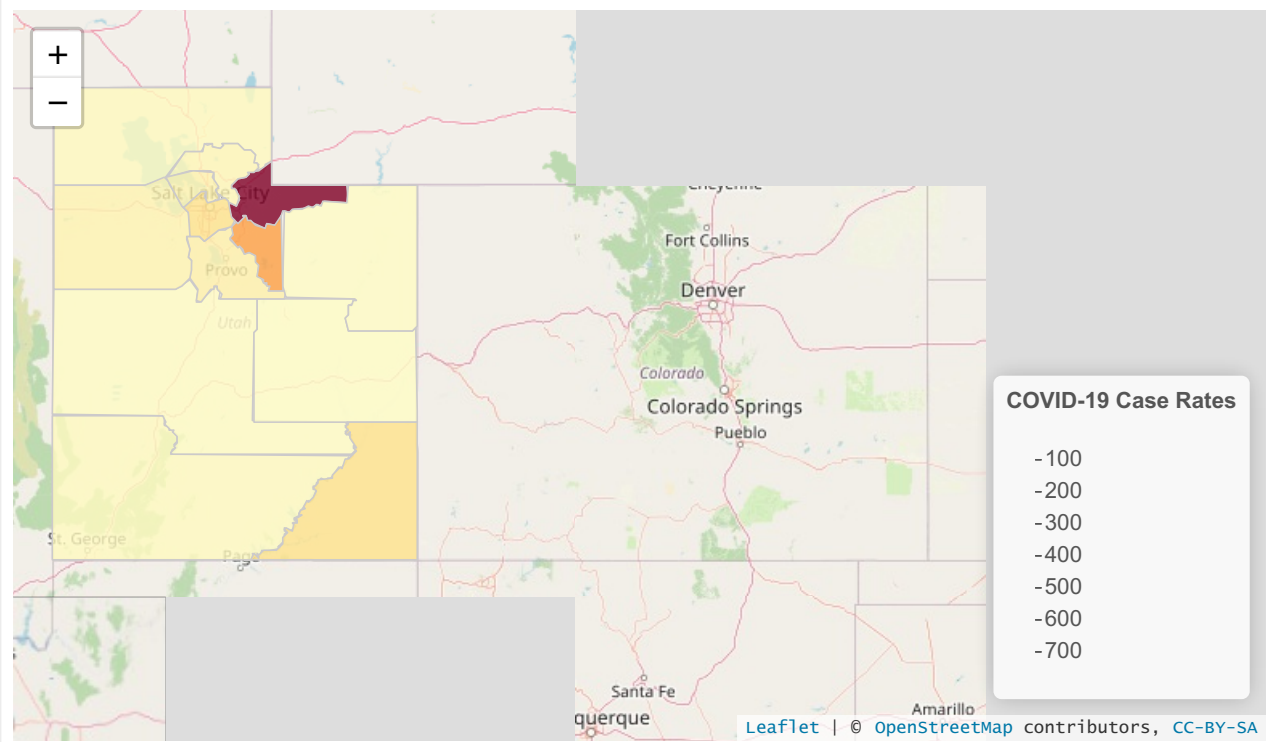 +
−
Salt Lake City
Cheyenne
Fort Collins
Provo
Denver
Utah
Colorado
Colorado Springs
Pueblo
COVID-19 Case Rates
-100
-200
-300
-400
-500
-600
-700
St. George
Page
Santa Fe
querque
Amarillo
Leaflet | © OpenStreetMap contributors, CC-BY-SA